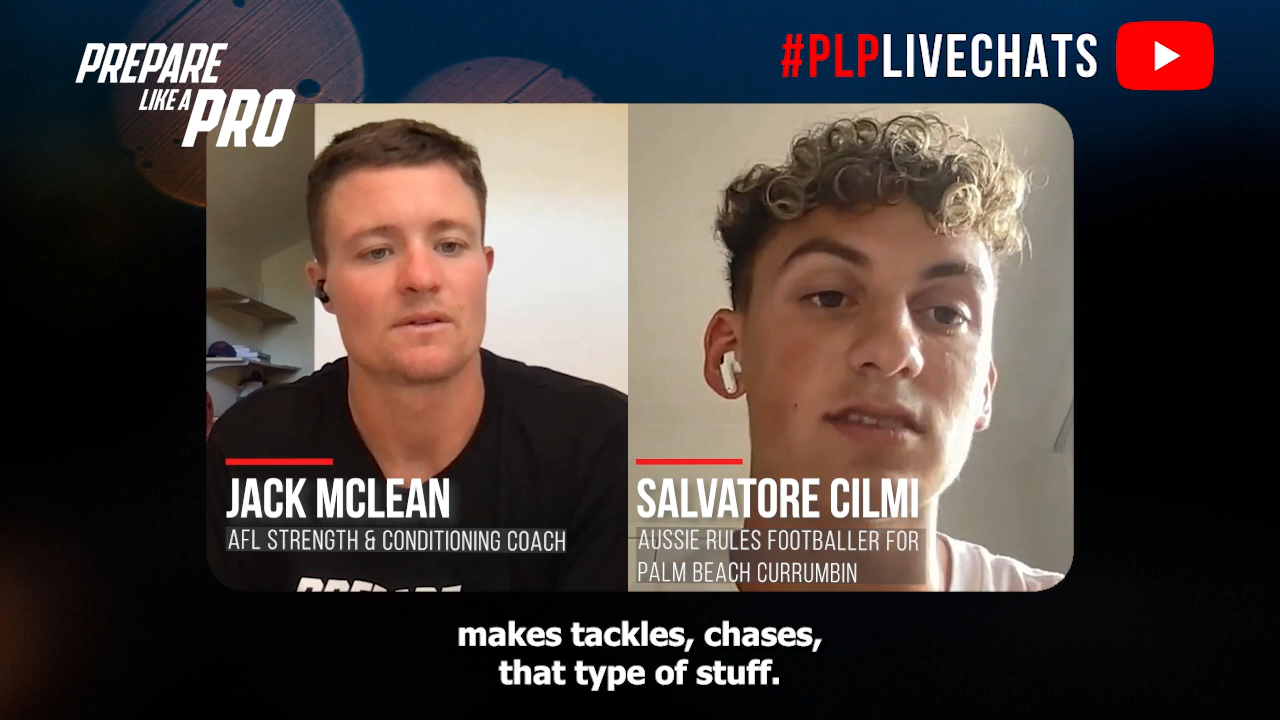 PREPARE
LIKE A
PRO
#PLPLIVECHATS
JACK MCLEAN
AFL STRENGTH & CONDITIONING COACH
SALVATORE CILMI
AUSSIE RULES FOOTBALLER FOR
PALM BEACH CURRUMBIN
makes tackles, chases,
that type of stuff.